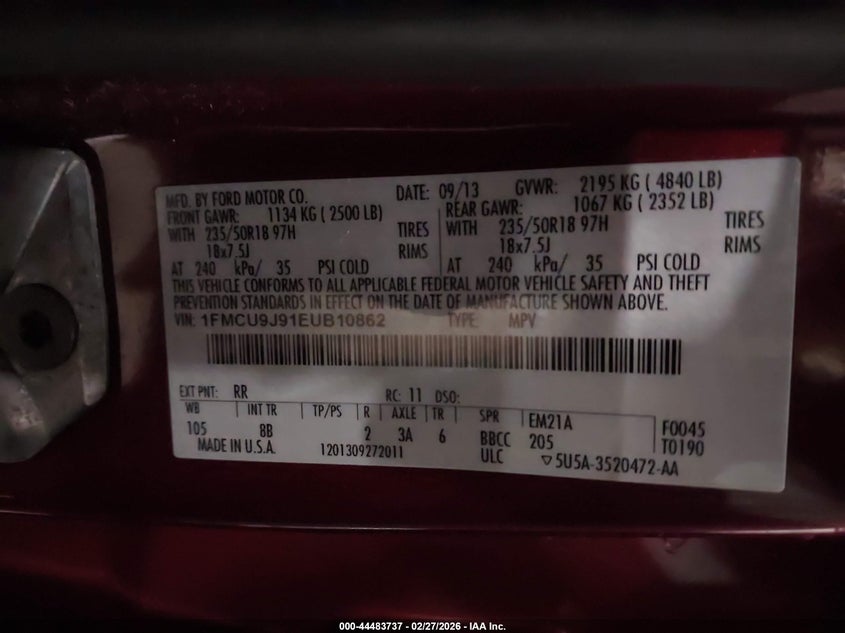 MFD. BY FORD MOTOR CO. DATE: 09/13 GVWR: 2195 KG ( 4840 LB)
FRONT GAWR: 1134 KG ( 2500 LB) REAR GAWR: 1067 KG ( 2352 LB)
WITH 235/50R18 97H TIRES WITH 235/50R18 97H TIRES
18x7.5J RIMS 18x7.5J RIMS
AT 240 kPa/ 35 PSI COLD AT 240 kPa/ 35 PSI COLD
THIS VEHICLE CONFORMS TO ALL APPLICABLE FEDERAL MOTOR VEHICLE SAFETY AND THEFT
PREVENTION STANDARDS IN EFFECT ON THE DATE OF MANUFACTURE SHOWN ABOVE.
VIN: 1FMCU9J91EUB10862 TYPE: MPV
EXT PNT: RR RC: 11 DSO:
WB INT TR TP/PS R AXLE TR SPR EM21A F0045
105 8B 2 3A 6 BBCC 205 T0190
MADE IN U.S.A. 1201309272011 ULC ▽5U5A-3520472-AA
000-44483737 - 02/27/2026 - IAA Inc.